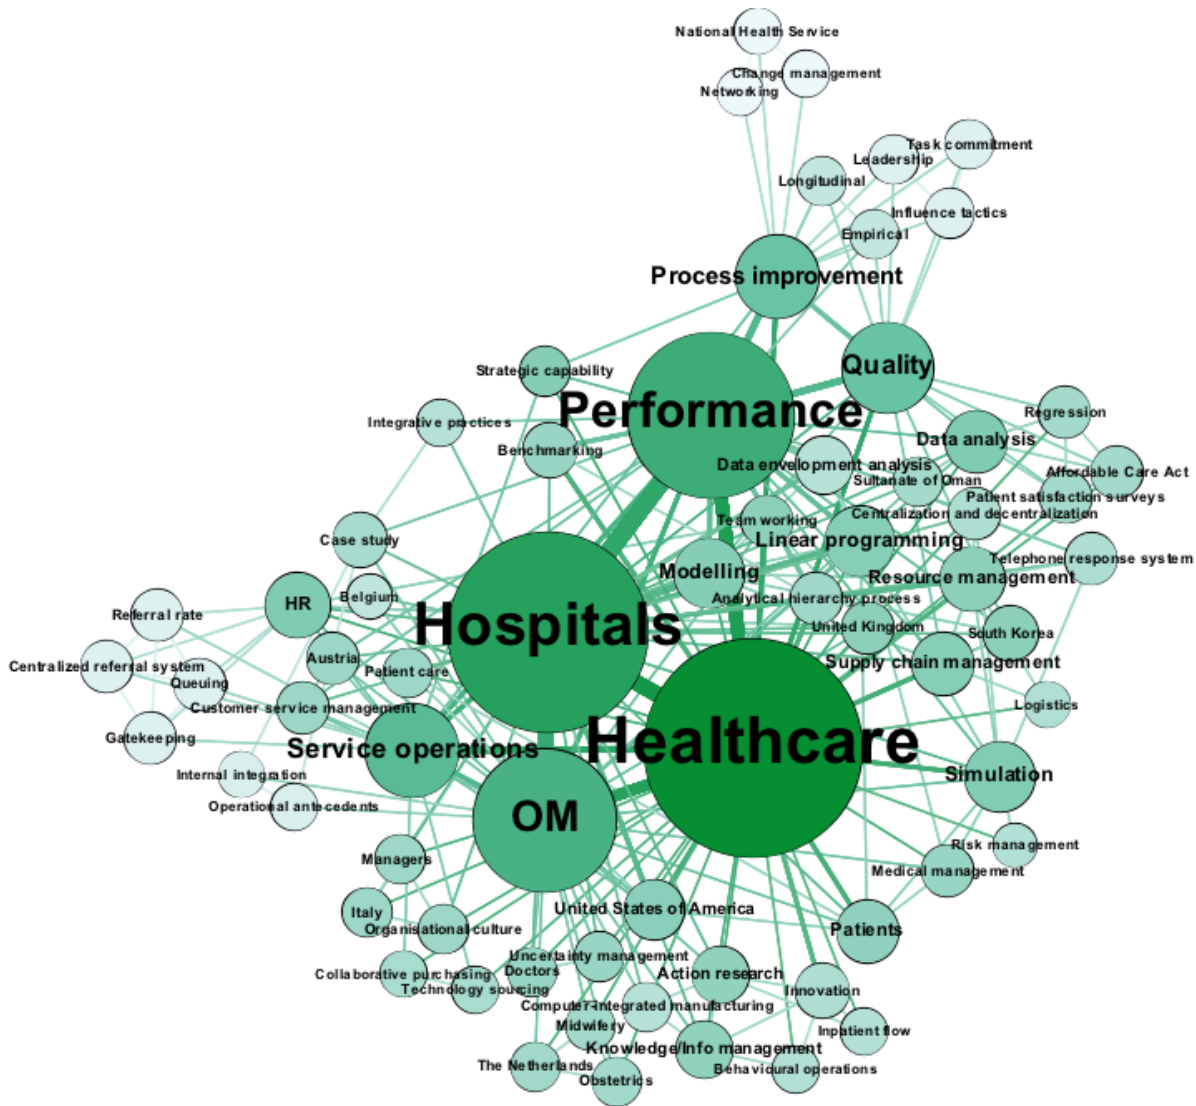 National Health Service
Change management
Networking
Task commitment
Leadership
Longitudinal
Influence tactics
Empirical
Process improvement
Quality
Strategic capability
Performance
Regression
Integrative practices
Data analysis
Benchmarking
Data envelopment analysis
Affordable Care Act
Sultanate of Oman
Patient satisfaction surveys
Centralization and decentralization
Team working
Case study
Linear programming
Telephone response system
Modelling
Resource management
Belgium
Analytical hierarchy process
HR
Referral rate
Hospitals
United Kingdom
South Korea
Austria
Supply chain management
Centralized referral system
Patient care
Queuing
Customer service management
Logistics
Gatekeeping
Healthcare
Service operations
Internal integration
Simulation
Operational antecedents
OM
Risk management
Managers
Medical management
United States of America
Italy
Organisational culture
Patients
Uncertainty management
Doctors
Collaborative purchasing
Action research
Technology sourcing
Innovation
Computer-integrated manufacturing
Midwifery
Inpatient flow
Knowledge/Info management
The Netherlands
Behavioural operations
Obstetrics